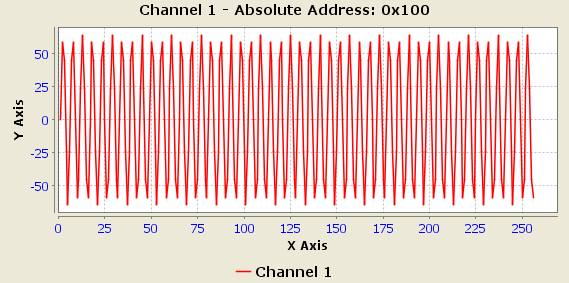 Channel 1 - Absolute Address: 0x100
Y Axis
50
25
0
-25
-50
0 25 50 75 100 125 150 175 200 225 250
X Axis
Channel 1